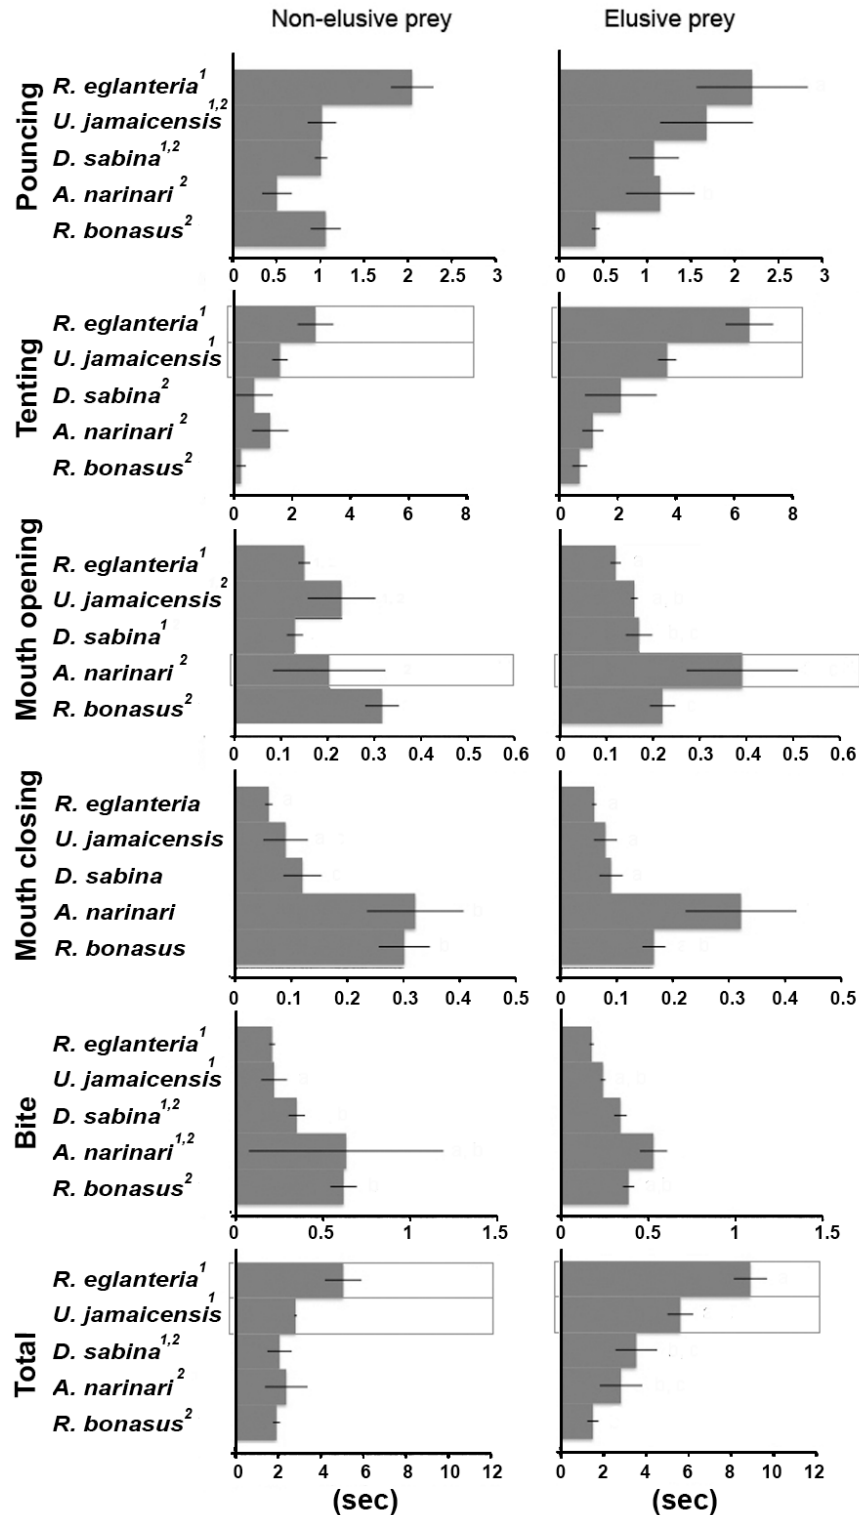 Non-elusive prey Elusive prey
Pouncing
R. eglanteria1
U. jamaicensis1,2
D. sabina1,2
A. narinari 2
R. bonasus2
0 0.5 1 1.5 2 2.5 3 0 0.5 1 1.5 2 2.5 3
Tenting
R. eglanteria1
U. jamaicensis1
D. sabina2
A. narinari 2
R. bonasus2
0 2 4 6 8 0 2 4 6 8
Mouth opening
R. eglanteria1
U. jamaicensis2
D. sabina1
A. narinari 2
R. bonasus2
0 0.1 0.2 0.3 0.4 0.5 0.6 0 0.1 0.2 0.3 0.4 0.5 0.6
Mouth closing
R. eglanteria
U. jamaicensis
D. sabina
A. narinari
R. bonasus
0 0.1 0.2 0.3 0.4 0.5 0 0.1 0.2 0.3 0.4 0.5
Bite
R. eglanteria1
U. jamaicensis1
D. sabina1,2
A. narinari1,2
R. bonasus2
0 0.5 1 1.5 0 0.5 1 1.5
Total
R. eglanteria1
U. jamaicensis1
D. sabina1,2
A. narinari2
R. bonasus2
0 2 4 6 8 10 12 0 2 4 6 8 10 12
(sec) (sec)